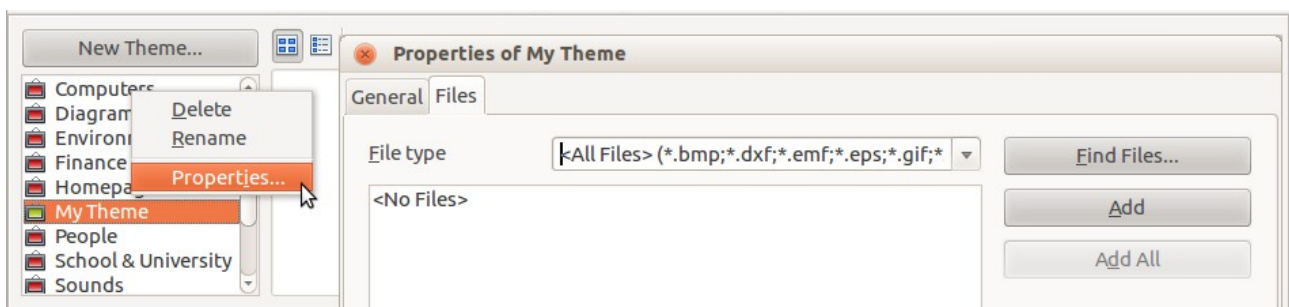 New Theme...
Computers
Diagram
Environ
Finance
Homepa
My Theme
People
School & University
Sounds
Delete
Rename
Properties...
Properties of My Theme
General Files
File type <All Files> (*.bmp;*.dxf;*.emf;*.eps;*.gif;*. Find Files...
<No Files>
Add
Add All